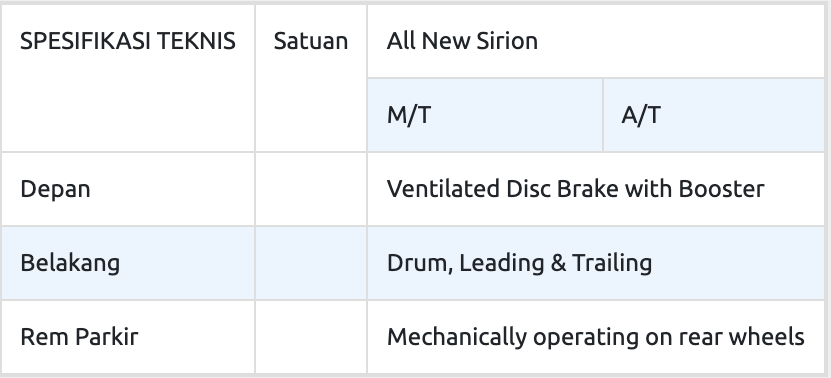 SPESIFIKASI TEKNIS Satuan All New Sirion
M/T A/T
Depan Ventilated Disc Brake with Booster
Belakang Drum, Leading & Trailing
Rem Parkir Mechanically operating on rear wheels